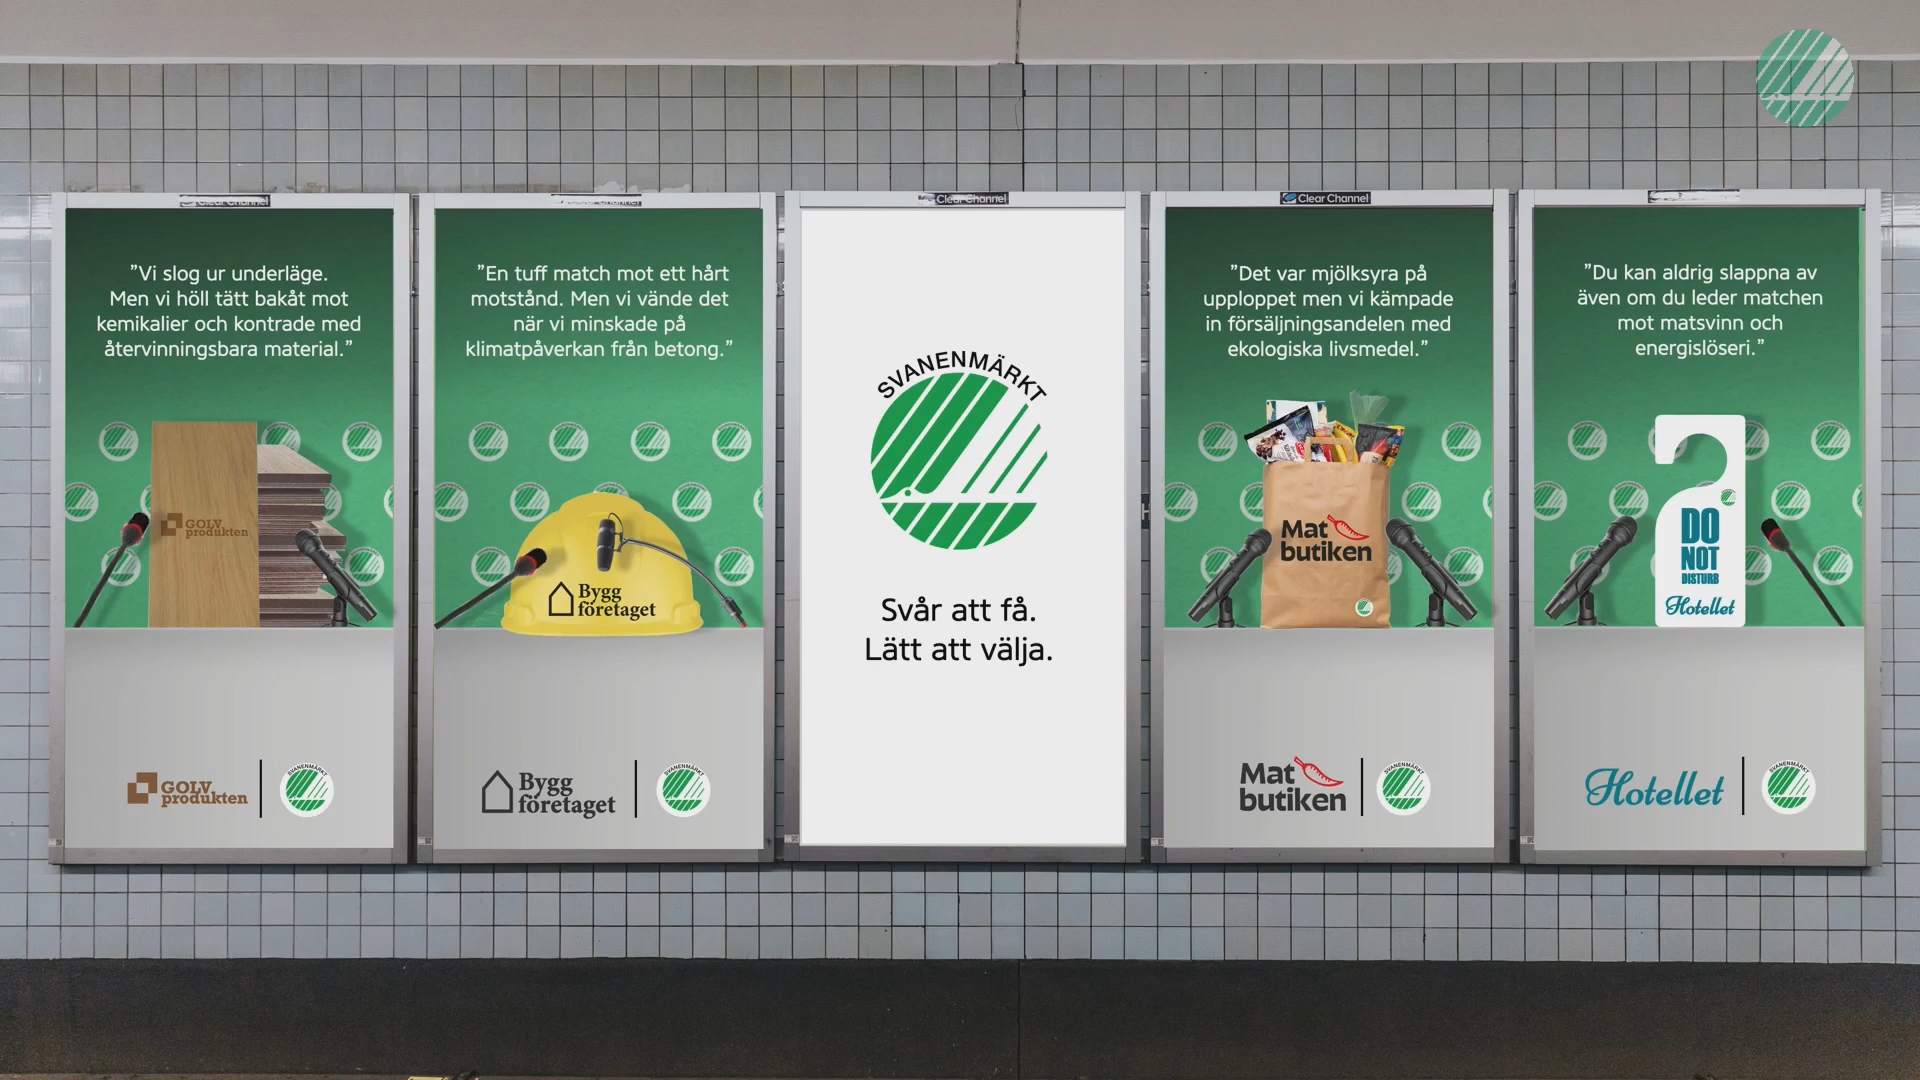 Clear Channel
"Vi slog ur underläge.
Men vi höll tätt bakåt mot
kemikalier och kontrade med
återvinningsbara material."
GOLV
produkten
GOLV
produkten
SVANENMÄRKT
"En tuff match mot ett hårt
motstånd. Men vi vände det
när vi minskade på
klimatpåverkan från betong."
Bygg
företaget
Bygg
företaget
SVANENMÄRKT
Clear Channel
SVANENMÄRKT
Svår att få.
Lätt att välja.
Clear Channel
"Det var mjölksyra på
upploppet men vi kämpade
in försäljningsandelen med
ekologiska livsmedel."
Mat
butiken
Mat
butiken
SVANENMÄRKT
"Du kan aldrig slappna av
även om du leder matchen
mot matsvinn och
energislöseri."
DO
NOT
DISTURB
Hotellet
Hotellet
SVANENMÄRKT